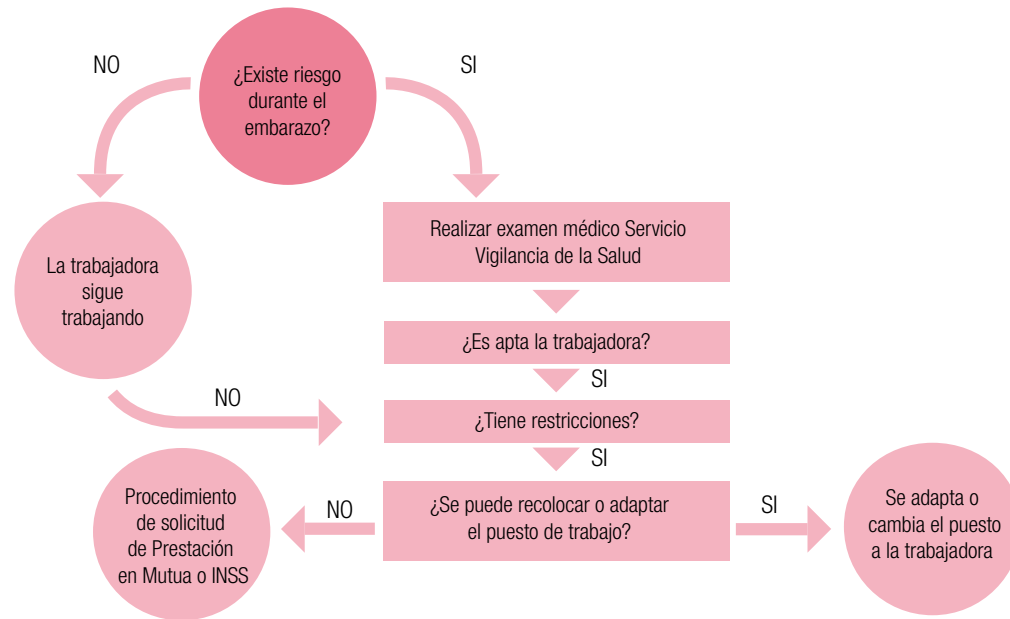 NO
¿Existe riesgo
durante el
embarazo?
SI
La trabajadora
sigue
trabajando
Realizar examen médico Servicio
Vigilancia de la Salud
¿Es apta la trabajadora?
SI
NO
¿Tiene restricciones?
SI
Procedimiento
de solicitud
de Prestación
en Mutua o INSS
NO
¿Se puede recolocar o adaptar
el puesto de trabajo?
SI
Se adapta o
cambia el puesto
a la trabajadora